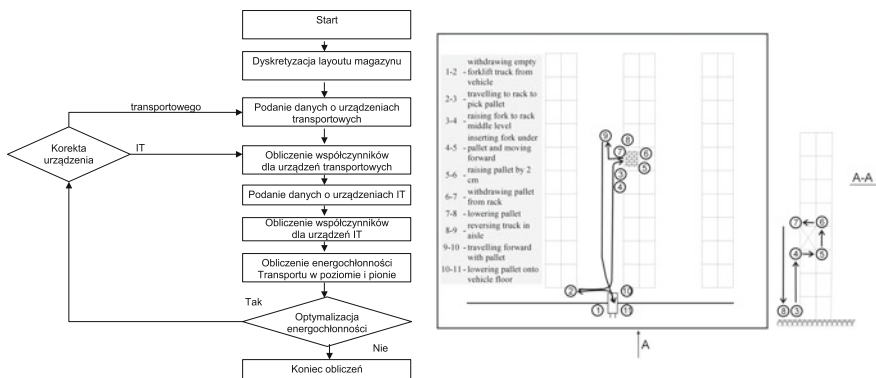 Start
Dyskretyzacja layoutu magazynu
transportowego
Podanie danych o urządzeniach
transportowych
Korekta
urządzenia
IT
Obliczenie współczynników
dla urządzeń transportowych
Podanie danych o urządzeniach IT
Obliczenie współczynników
dla urządzeń IT
Obliczenie energochłonności
Transportu w poziomie i pionie
Tak
Optymalizacja
energochłonności
Nie
Koniec obliczeń
withdrawing empty
1-2 - forklift truck from
vehicle
2-3 - travelling to rack to
pick pallet
3-4 - raising fork to rack
middle level
inserting fork under
4-5 - pallet and moving
forward
5-6 - raising pallet by 2
cm
6-7 - withdrawing pallet
from rack
7-8 - lowering pallet
8-9 - reversing truck in
aisle
9-10 - travelling forward
with pallet
10-11 - lowering pallet onto
vehicle floor
9
8
7
6
5
3
4
2
10
1
11
A
A-A
7
6
4
5
8
3